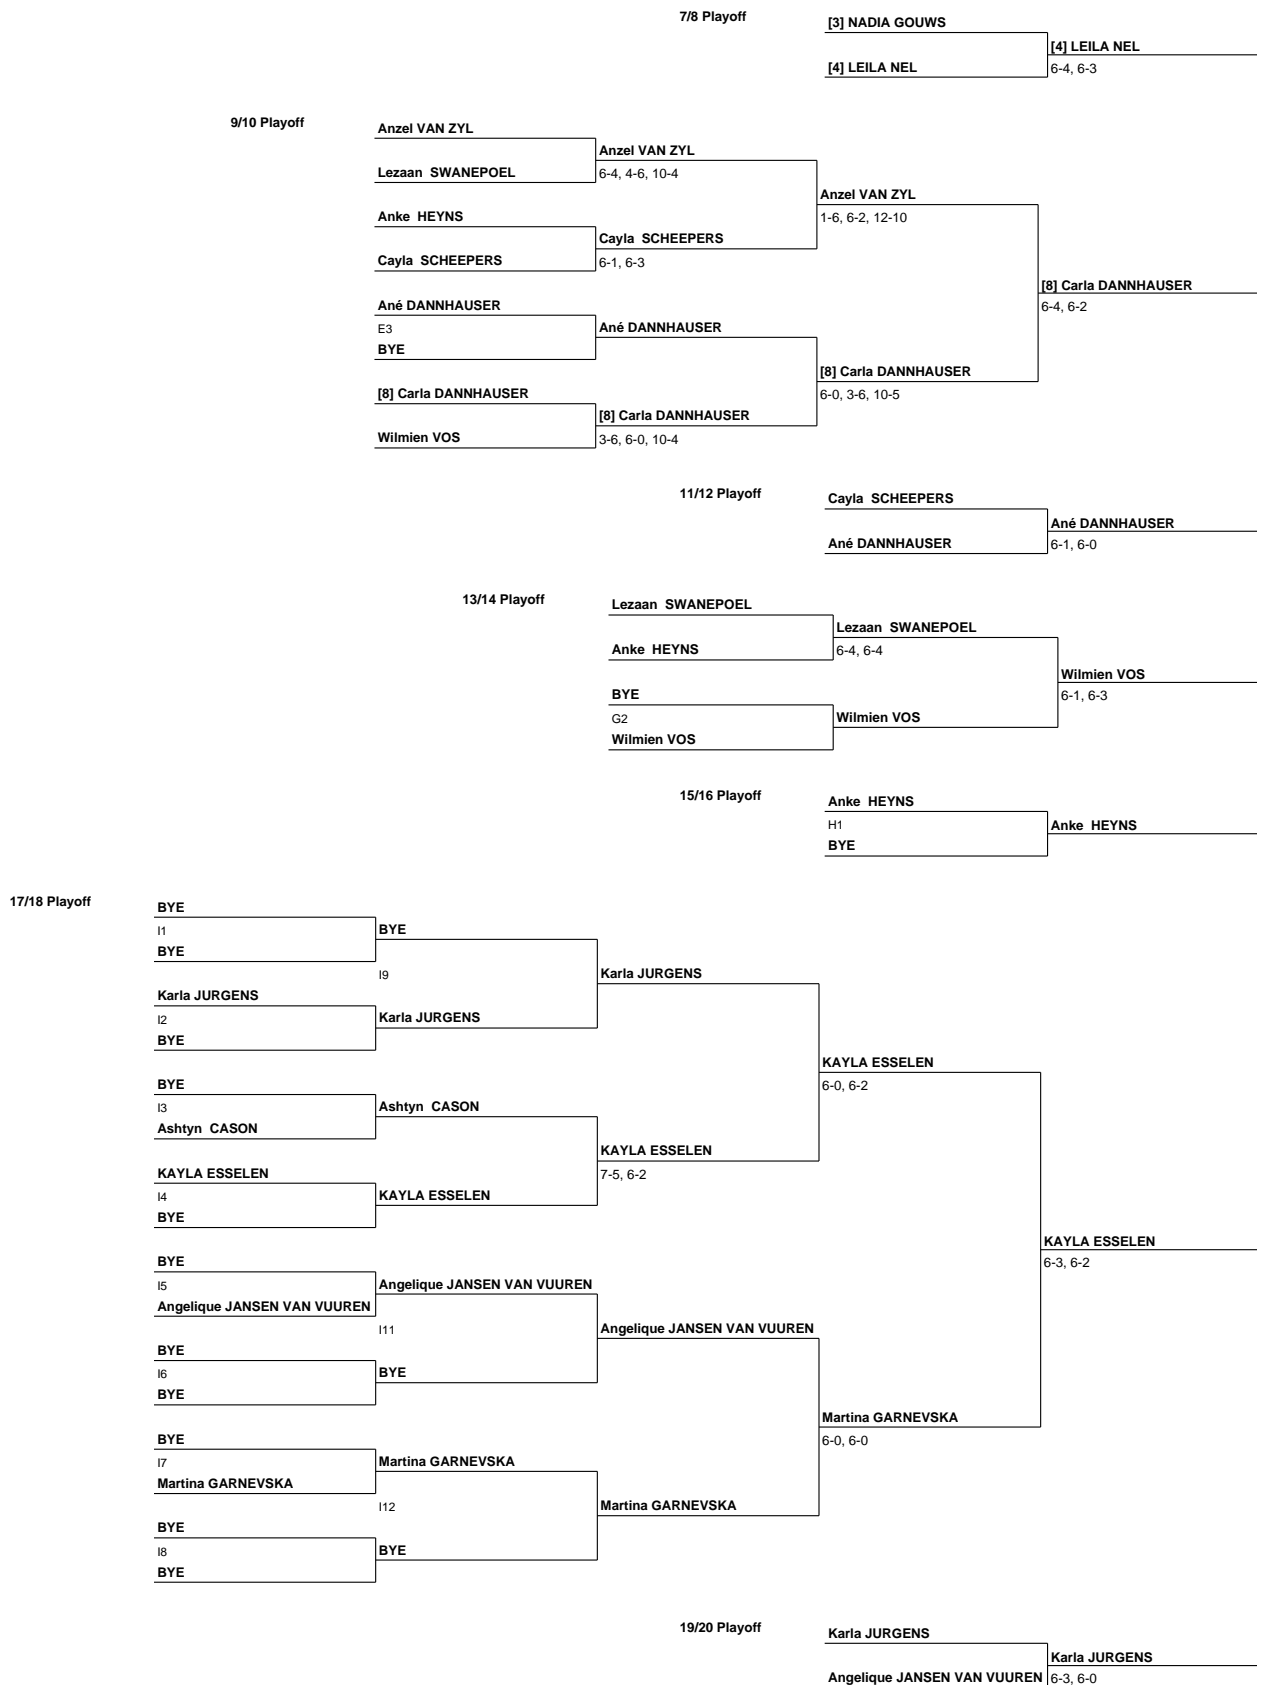 7/8 Playoff
[3] NADIA GOUWS
[4] LEILA NEL
[4] LEILA NEL
6-4, 6-3
9/10 Playoff
Anzel VAN ZYL
Anzel VAN ZYL
Lezaan SWANEPOEL
6-4, 4-6, 10-4
Anzel VAN ZYL
Anke HEYNS
1-6, 6-2, 12-10
Cayla SCHEEPERS
Cayla SCHEEPERS
6-1, 6-3
[8] Carla DANNHAUSER
Ané DANNHAUSER
6-4, 6-2
E3
Ané DANNHAUSER
BYE
[8] Carla DANNHAUSER
[8] Carla DANNHAUSER
6-0, 3-6, 10-5
[8] Carla DANNHAUSER
Wilmien VOS
3-6, 6-0, 10-4
11/12 Playoff
Cayla SCHEEPERS
Ané DANNHAUSER
Ané DANNHAUSER
6-1, 6-0
13/14 Playoff
Lezaan SWANEPOEL
Lezaan SWANEPOEL
Anke HEYNS
6-4, 6-4
Wilmien VOS
BYE
6-1, 6-3
G2
Wilmien VOS
Wilmien VOS
15/16 Playoff
Anke HEYNS
H1
Anke HEYNS
BYE
17/18 Playoff
BYE
I1
BYE
BYE
I9
Karla JURGENS
Karla JURGENS
I2
Karla JURGENS
BYE
KAYLA ESSELEN
BYE
6-0, 6-2
I3
Ashtyn CASON
Ashtyn CASON
KAYLA ESSELEN
KAYLA ESSELEN
7-5, 6-2
I4
KAYLA ESSELEN
BYE
KAYLA ESSELEN
BYE
6-3, 6-2
I5
Angelique JANSEN VAN VUUREN
Angelique JANSEN VAN VUUREN
I11
Angelique JANSEN VAN VUUREN
BYE
I6
BYE
BYE
Martina GARNEVSKA
BYE
6-0, 6-0
I7
Martina GARNEVSKA
Martina GARNEVSKA
I12
Martina GARNEVSKA
BYE
I8
BYE
BYE
19/20 Playoff
Karla JURGENS
Karla JURGENS
Angelique JANSEN VAN VUUREN
6-3, 6-0